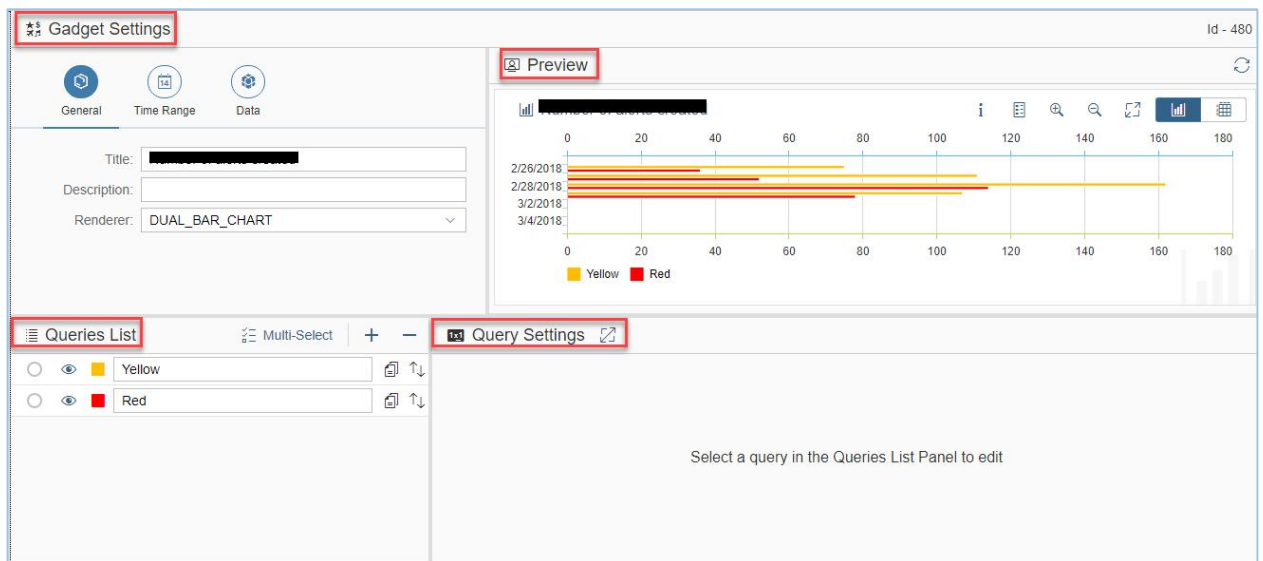 Gadget Settings
Id - 480
General
14
Time Range
Data
Title:
Description:
Renderer:
DUAL_BAR_CHART
Preview
i
0 20 40 60 80 100 120 140 160 180
2/26/2018
2/28/2018
3/2/2018
3/4/2018
0 20 40 60 80 100 120 140 160 180
Yellow Red
Queries List
Multi-Select
+ −
Yellow
Red
1x1 Query Settings
Select a query in the Queries List Panel to edit